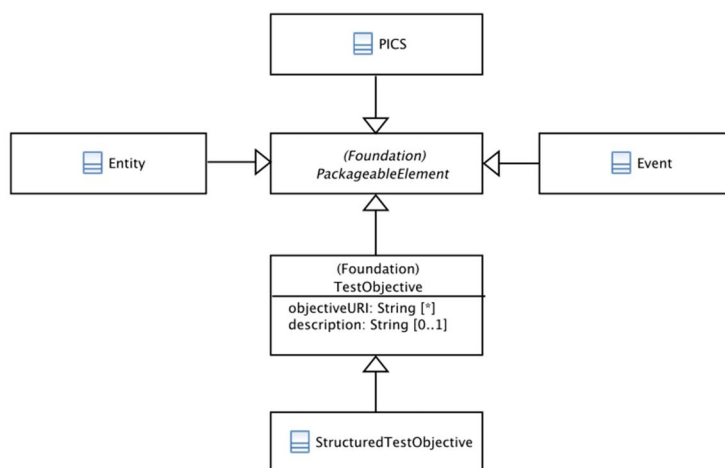 PICS
Entity
(Foundation)
PackageableElement
Event
(Foundation)
TestObjective
objectiveURI: String [*]
description: String [0..1]
StructuredTestObjective